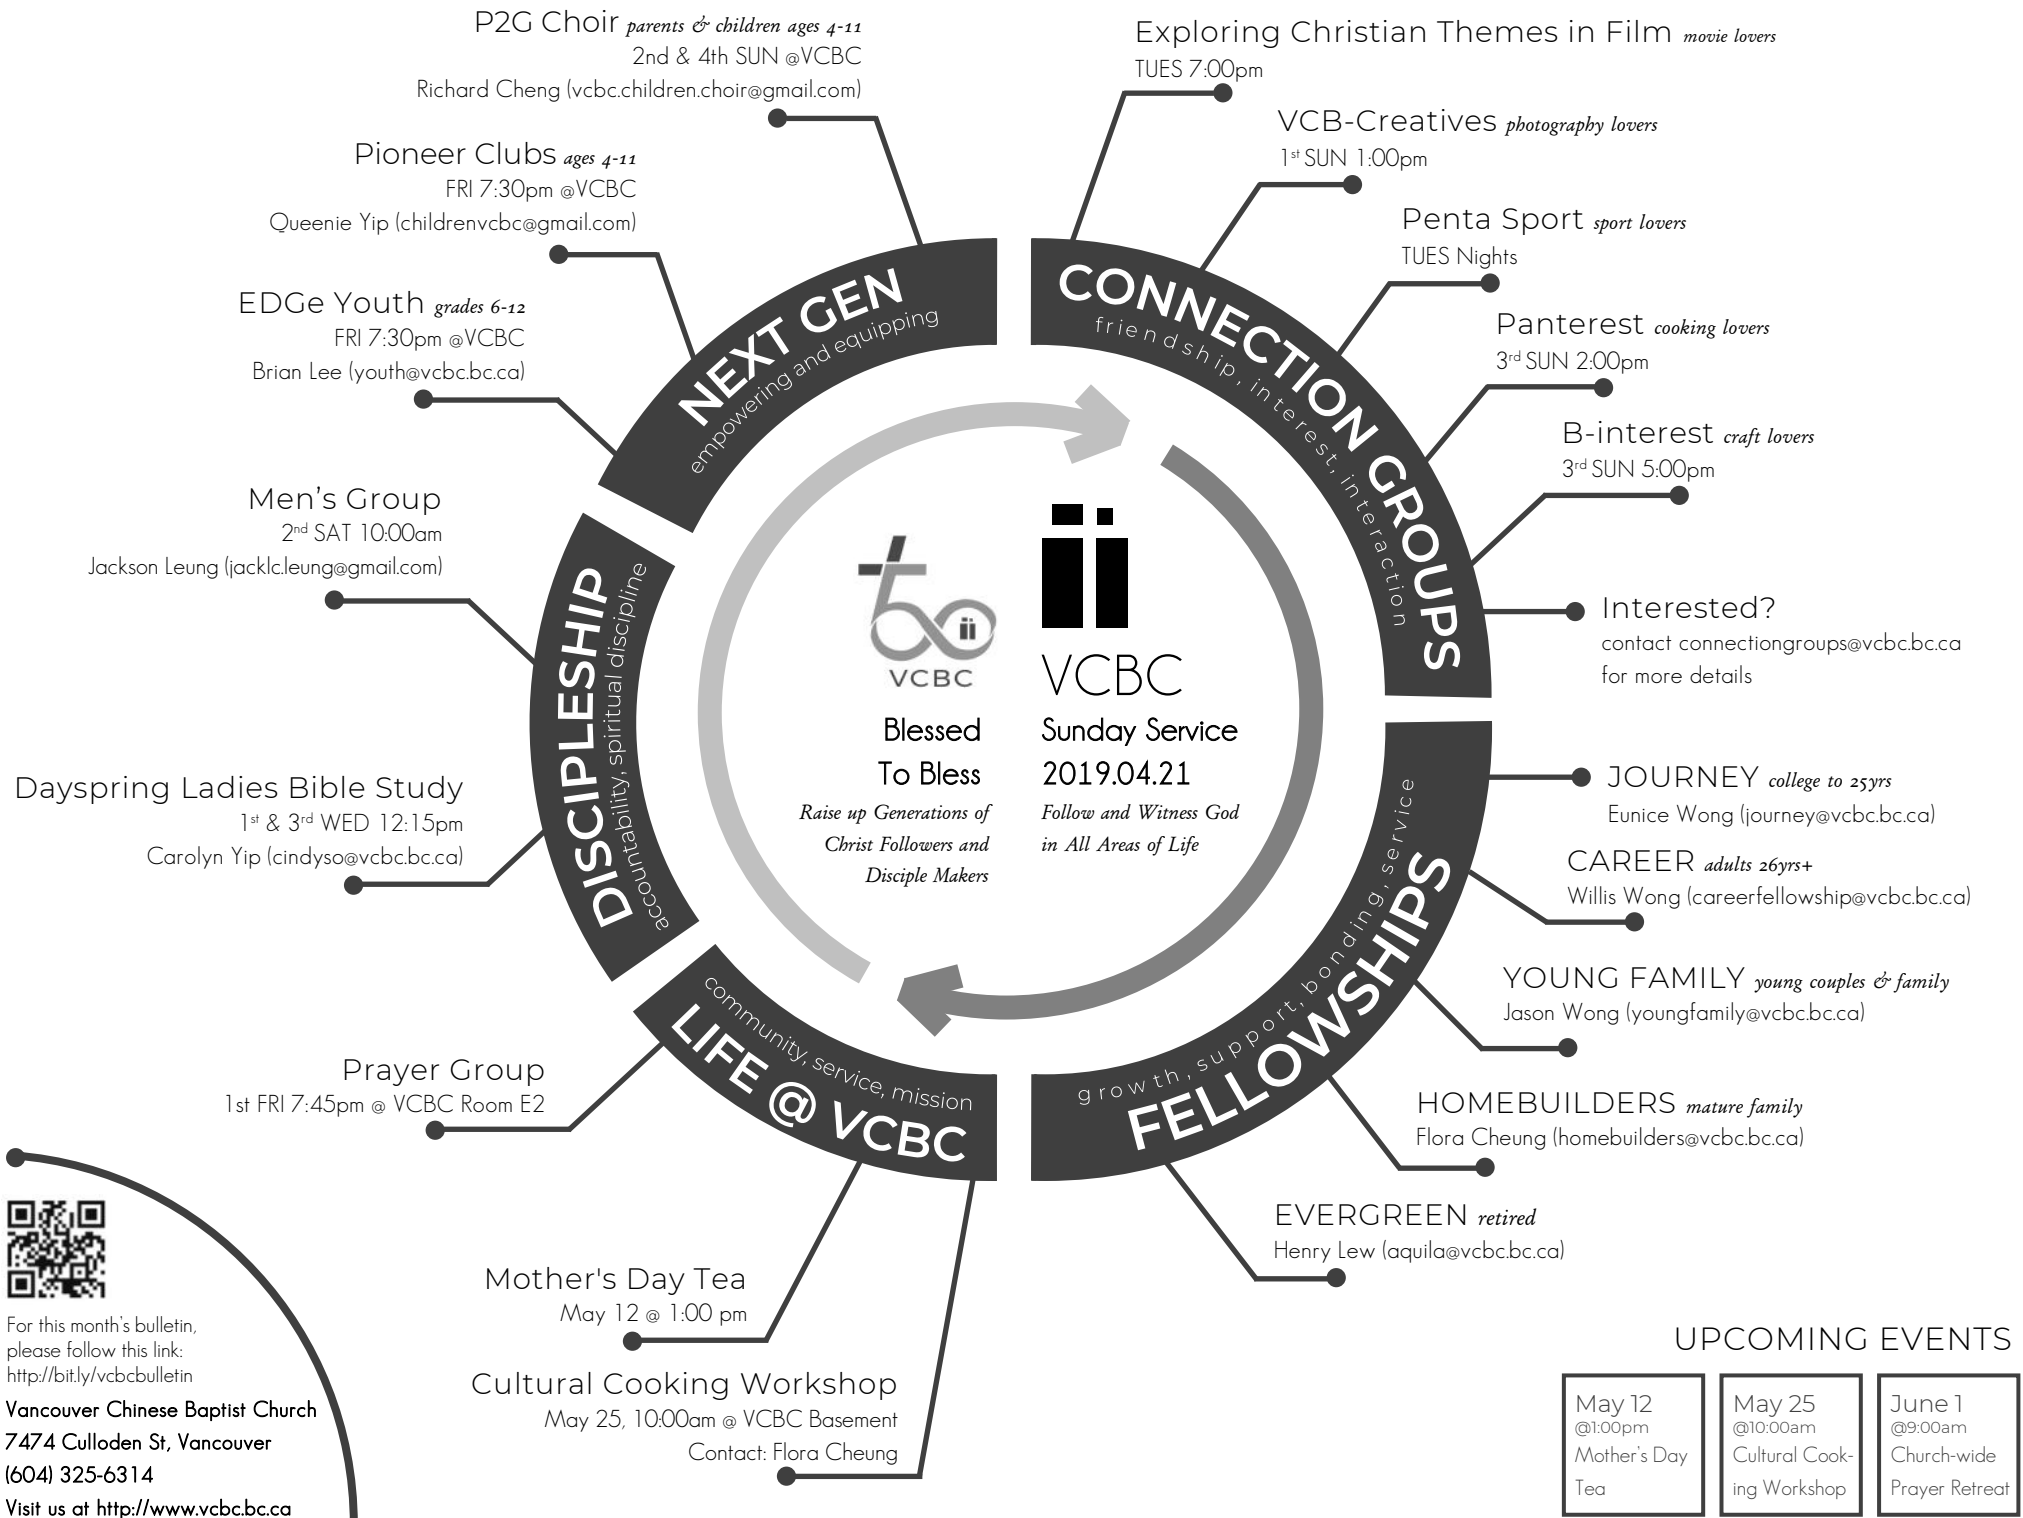 P2G Choir parents & children ages 4-11
2nd & 4th SUN @VCBC
Richard Cheng (vcbc.children.choir@gmail.com)
Pioneer Clubs ages 4-11
FRI 7:30pm @VCBC
Queenie Yip (childrenvcbc@gmail.com)
EDGe Youth grades 6-12
FRI 7:30pm @VCBC
Brian Lee (youth@vcbc.bc.ca)
NEXT GEN
empowering and equipping
Men’s Group
2nd SAT 10:00am
Jackson Leung (jacklc.leung@gmail.com)
Dayspring Ladies Bible Study
1st & 3rd WED 12:15pm
Carolyn Yip (cindyso@vcbc.bc.ca)
DISCIPLESHIP
accountability, spiritual discipline
Prayer Group
1st FRI 7:45pm @ VCBC Room E2
Mother's Day Tea
May 12 @ 1:00 pm
Cultural Cooking Workshop
May 25, 10:00am @ VCBC Basement
Contact: Flora Cheung
community, service, mission
LIFE @ VCBC
Exploring Christian Themes in Film movie lovers
TUES 7:00pm
VCB-Creatives photography lovers
1st SUN 1:00pm
Penta Sport sport lovers
TUES Nights
Panterest cooking lovers
3rd SUN 2:00pm
B-interest craft lovers
3rd SUN 5:00pm
Interested?
contact connectiongroups@vcbc.bc.ca
for more details
CONNECTION GROUPS
friendship, interest, interaction
JOURNEY college to 25yrs
Eunice Wong (journey@vcbc.bc.ca)
CAREER adults 26yrs+
Willis Wong (careerfellowship@vcbc.bc.ca)
YOUNG FAMILY young couples & family
Jason Wong (youngfamily@vcbc.bc.ca)
HOMEBUILDERS mature family
Flora Cheung (homebuilders@vcbc.bc.ca)
EVERGREEN retired
Henry Lew (aquila@vcbc.bc.ca)
growth, support, bonding, service
FELLOWSHIPS
VCBC
Blessed
To Bless
Raise up Generations of
Christ Followers and
Disciple Makers
VCBC
Sunday Service
2019.04.21
Follow and Witness God
in All Areas of Life
For this month's bulletin,
please follow this link:
http://bit.ly/vcbcbulletin
Vancouver Chinese Baptist Church
7474 Culloden St, Vancouver
(604) 325-6314
Visit us at http://www.vcbc.bc.ca
UPCOMING EVENTS
May 12
@1:00pm
Mother's Day
Tea
May 25
@10:00am
Cultural Cook-
ing Workshop
June 1
@9:00am
Church-wide
Prayer Retreat